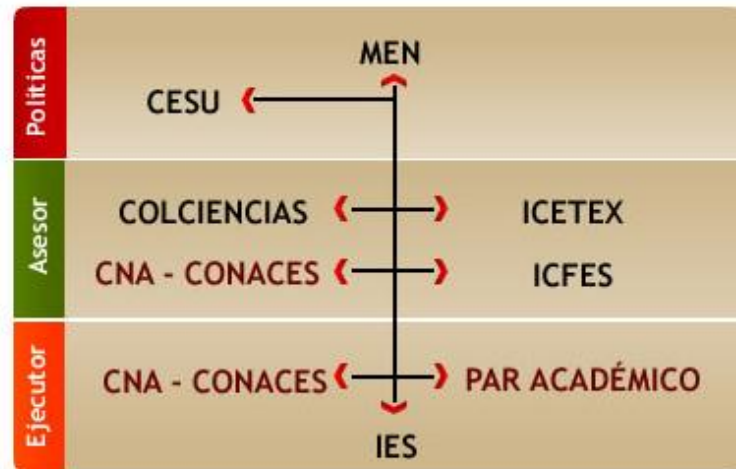 Políticas
MEN
CESU
Asesor
COLCIENCIAS
ICETEX
CNA - CONACES
ICFES
Ejecutor
CNA - CONACES
PAR ACADÉMICO
IES